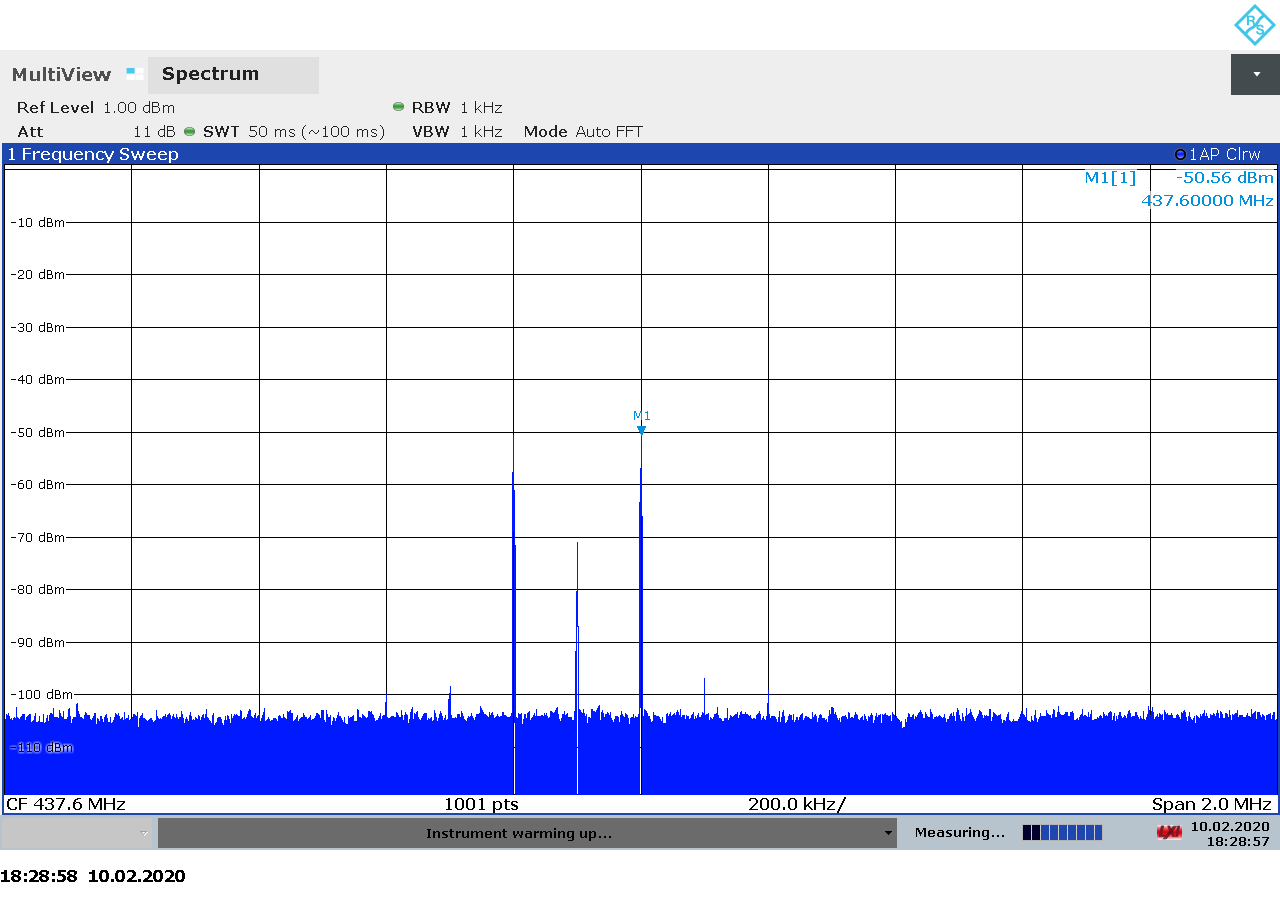 R S
MultiView Spectrum
Ref Level 1.00 dBm RBW 1 kHz
Att 11 dB SWT 50 ms (~100 ms) VBW 1 kHz Mode Auto FFT
1 Frequency Sweep 1AP Clrw
M1[1] -50.56 dBm
437.60000 MHz
-10 dBm
-20 dBm
-30 dBm
-40 dBm
M1
-50 dBm
-60 dBm
-70 dBm
-80 dBm
-90 dBm
-100 dBm
-110 dBm
CF 437.6 MHz 1001 pts 200.0 kHz/ Span 2.0 MHz
Instrument warming up... Measuring... LXI 10.02.2020
18:28:57
18:28:58 10.02.2020